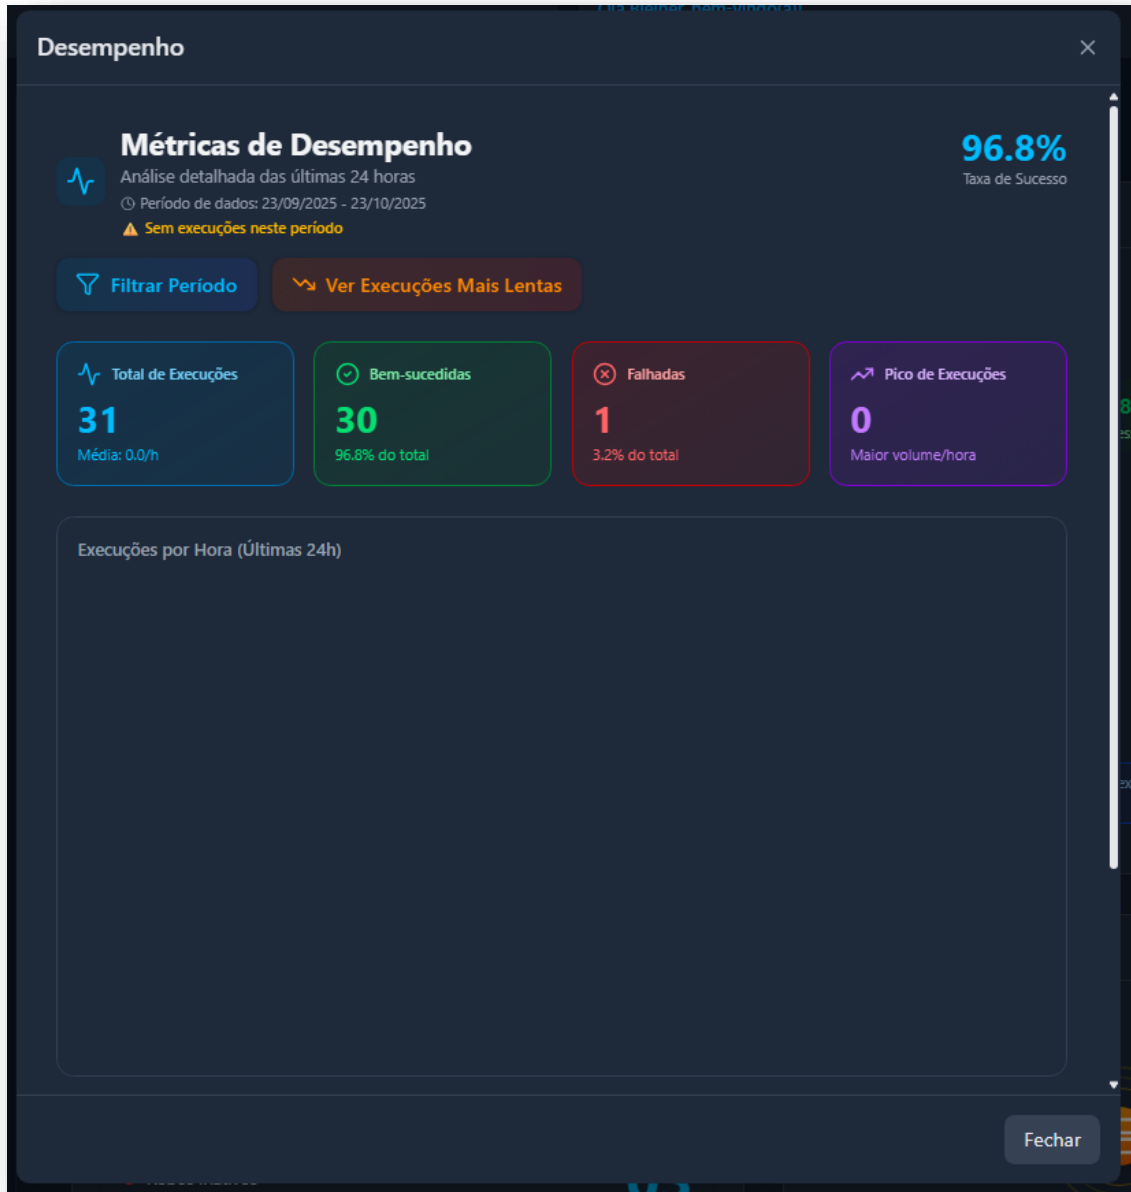 Desempenho
Métricas de Desempenho
Análise detalhada das últimas 24 horas
Período de dados: 23/09/2025 - 23/10/2025
Sem execuções neste período
96.8%
Taxa de Sucesso
Filtrar Período
Ver Execuções Mais Lentas
Total de Execuções
31
Média: 0.0/h
Bem-sucedidas
30
96.8% do total
Falhadas
1
3.2% do total
Pico de Execuções
0
Maior volume/hora
Execuções por Hora (Últimas 24h)
Fechar